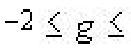 -2 ≤ g ≤